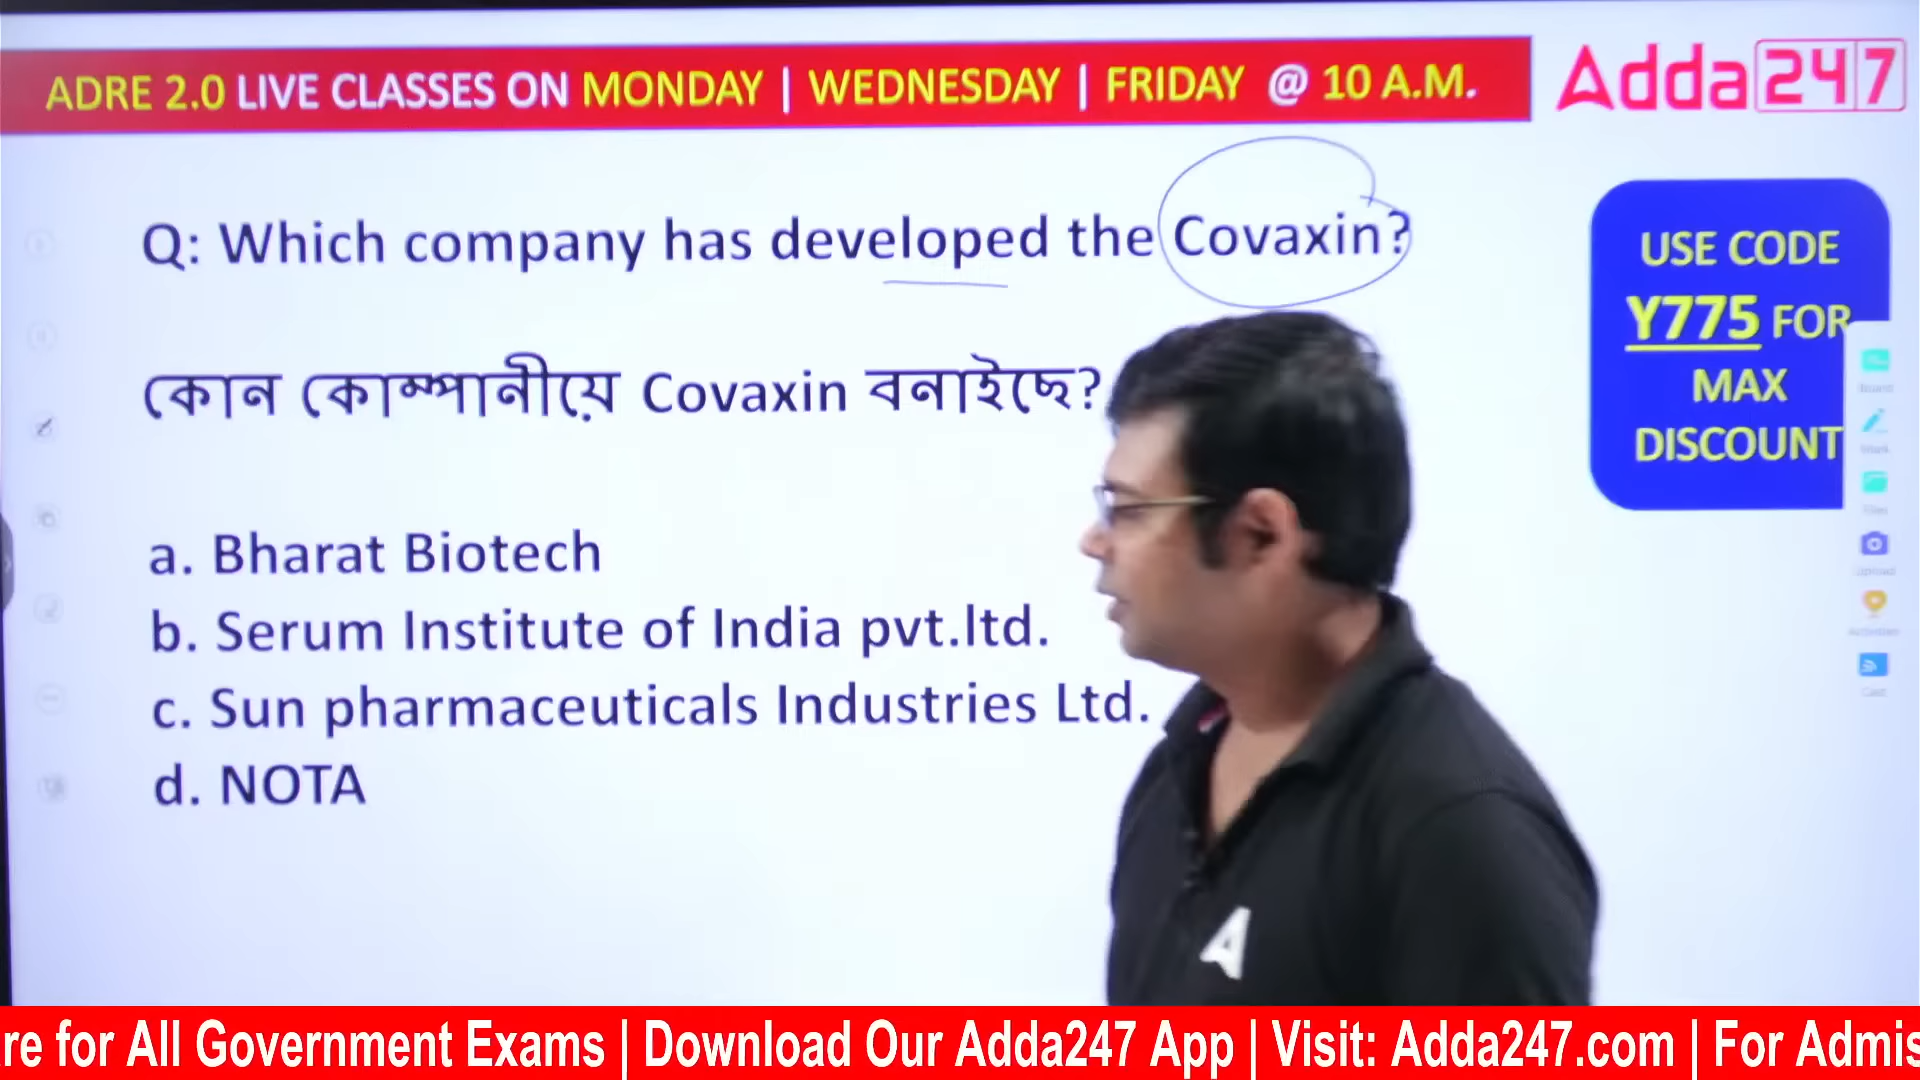 ADRE 2.0 LIVE CLASSES ON MONDAY | WEDNESDAY | FRIDAY @ 10 A.M.
Adda247
Q: Which company has developed the Covaxin?
কোন কোম্পানীয়ে Covaxin বনাইছে?
a. Bharat Biotech
b. Serum Institute of India pvt.ltd.
c. Sun pharmaceuticals Industries Ltd.
d. NOTA
USE CODE
Y775 FOR
MAX
DISCOUNT
A
re for All Government Exams | Download Our Adda247 App | Visit: Adda247.com | For Admis